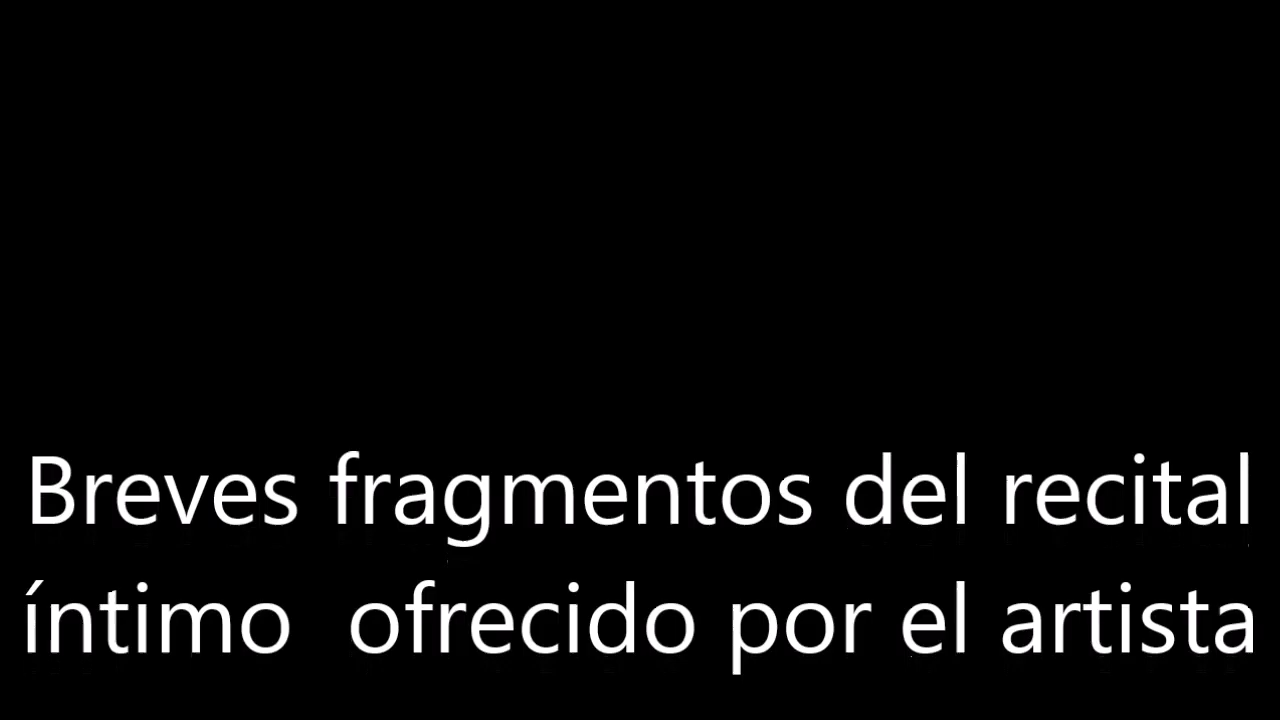 Breves fragmentos del recital
íntimo  ofrecido por el artista